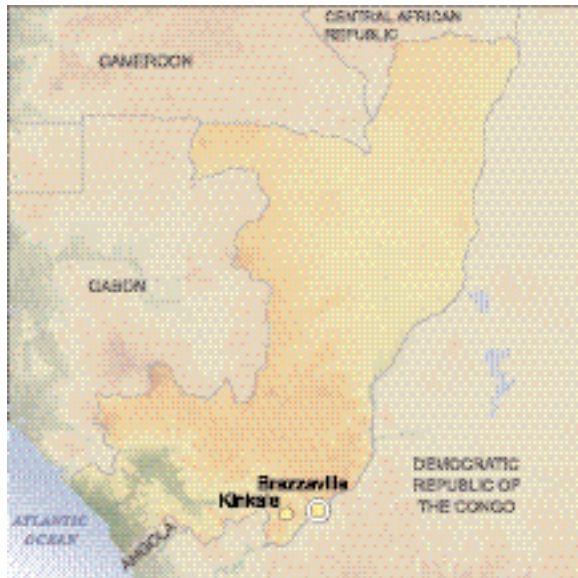 CENTRAL AFRICAN
REPUBLIC
CAMEROON
GABON
Brazzaville
Kinkala
DEMOCRATIC
REPUBLIC OF
THE CONGO
ATLANTIC
OCEAN
ANGOLA